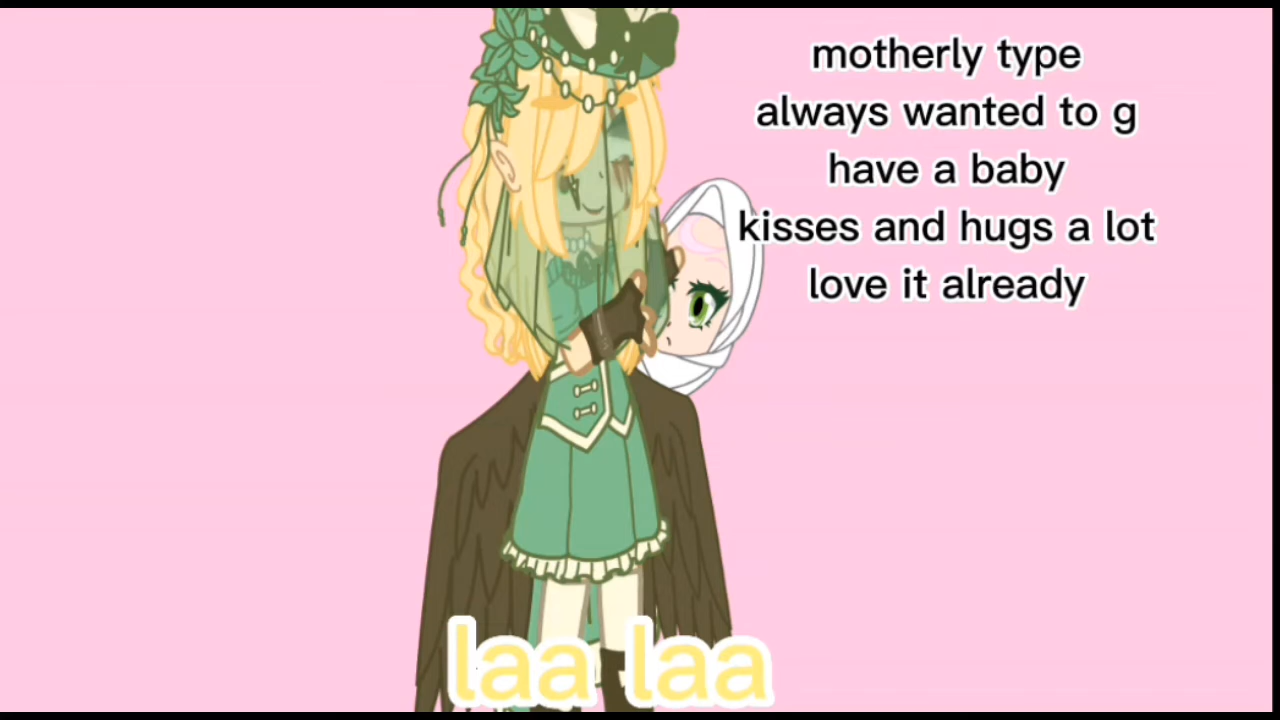 motherly type
always wanted to g
have a baby
kisses and hugs a lot
love it already
laa laa